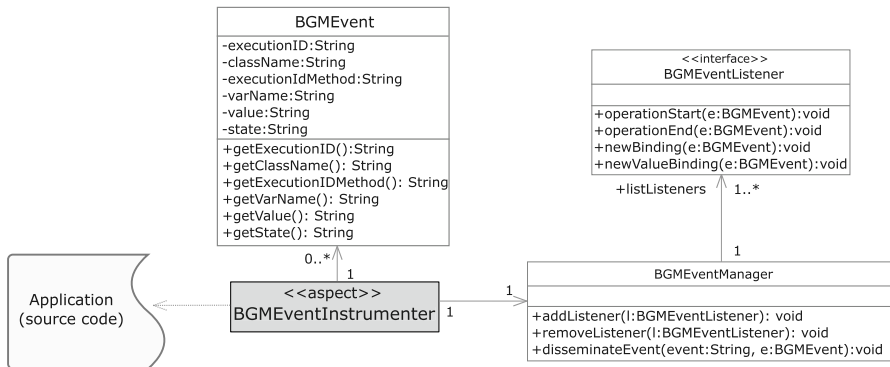 BGMEvent
-executionID:String
-className:String
-executionIdMethod:String
-varName:String
-value:String
-state:String
+getExecutionID():String
+getClassName(): String
+getExecutionIDMethod(): String
+getVarName(): String
+getValue(): String
+getState(): String
<<interface>>
BGMEventListener
+operationStart(e:BGMEvent):void
+operationEnd(e:BGMEvent):void
+newBinding(e:BGMEvent):void
+newValueBinding(e:BGMEvent):void
+listListeners
1..*
1
0..*
1
Application
(source code)
<<aspect>>
BGMEventInstrumenter
1
1
BGMEventManager
+addListener(l:BGMEventListener): void
+removeListener(l:BGMEventListener): void
+disseminateEvent(event:String, e:BGMEvent):void